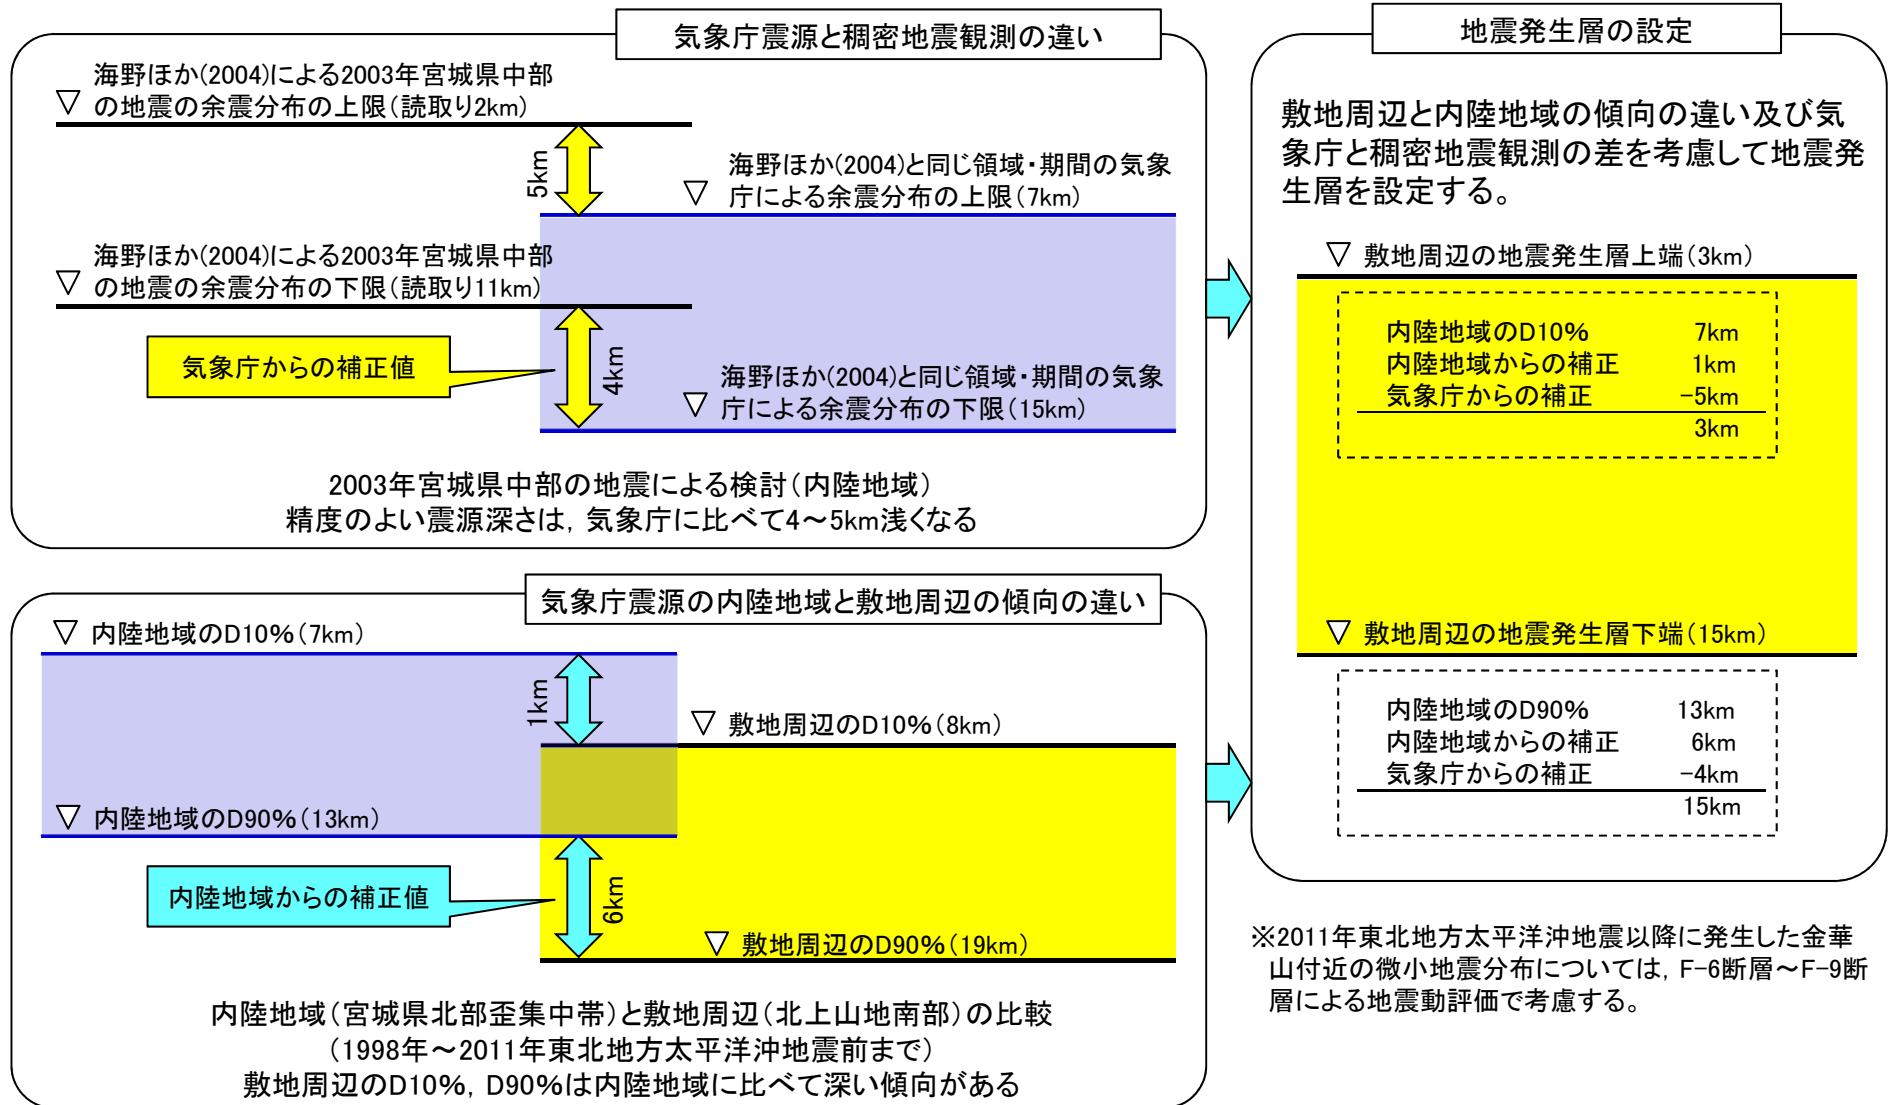 気象庁震源と稠密地震観測の違い
海野ほか(2004)による2003年宮城県中部
▽ の地震の余震分布の上限(読取り2km)
5km
海野ほか(2004)と同じ領域・期間の気象
▽ 庁による余震分布の上限(7km)
海野ほか(2004)による2003年宮城県中部
▽ の地震の余震分布の下限(読取り11km)
気象庁からの補正値
4km
海野ほか(2004)と同じ領域・期間の気象
▽ 庁による余震分布の下限(15km)
2003年宮城県中部の地震による検討(内陸地域)
精度のよい震源深さは,気象庁に比べて4～5km浅くなる
気象庁震源の内陸地域と敷地周辺の傾向の違い
▽ 内陸地域のD10%(7km)
1km
▽ 敷地周辺のD10%(8km)
▽ 内陸地域のD90%(13km)
内陸地域からの補正値
6km
▽ 敷地周辺のD90%(19km)
内陸地域(宮城県北部歪集中帯)と敷地周辺(北上山地南部)の比較
(1998年～2011年東北地方太平洋沖地震前まで)
敷地周辺のD10%,D90%は内陸地域に比べて深い傾向がある
地震発生層の設定
敷地周辺と内陸地域の傾向の違い及び気
象庁と稠密地震観測の差を考慮して地震発
生層を設定する。
▽ 敷地周辺の地震発生層上端(3km)
内陸地域のD10% 7km
内陸地域からの補正 1km
気象庁からの補正 -5km
3km
▽ 敷地周辺の地震発生層下端(15km)
内陸地域のD90% 13km
内陸地域からの補正 6km
気象庁からの補正 -4km
15km
※2011年東北地方太平洋沖地震以降に発生した金華
山付近の微小地震分布については,F-6断層～F-9断
層による地震動評価で考慮する。